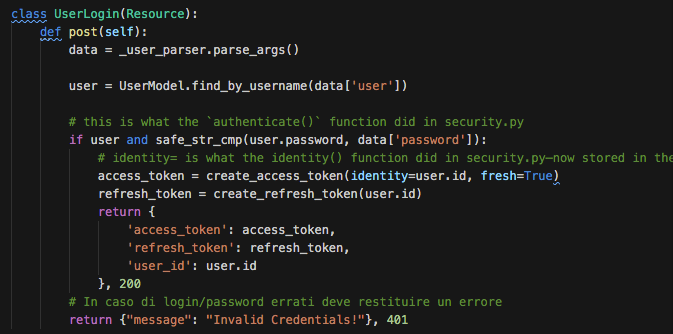 class UserLogin(Resource):
def post(self):
data = _user_parser.parse_args()
user = UserModel.find_by_username(data['user'])
# this is what the `authenticate()` function did in security.py
if user and safe_str_cmp(user.password, data['password']):
# identity= is what the identity() function did in security.py—now stored in the
access_token = create_access_token(identity=user.id, fresh=True)
refresh_token = create_refresh_token(user.id)
return {
'access_token': access_token,
'refresh_token': refresh_token,
'user_id': user.id
}, 200
# In caso di login/password errati deve restituire un errore
return {"message": "Invalid Credentials!"}, 401